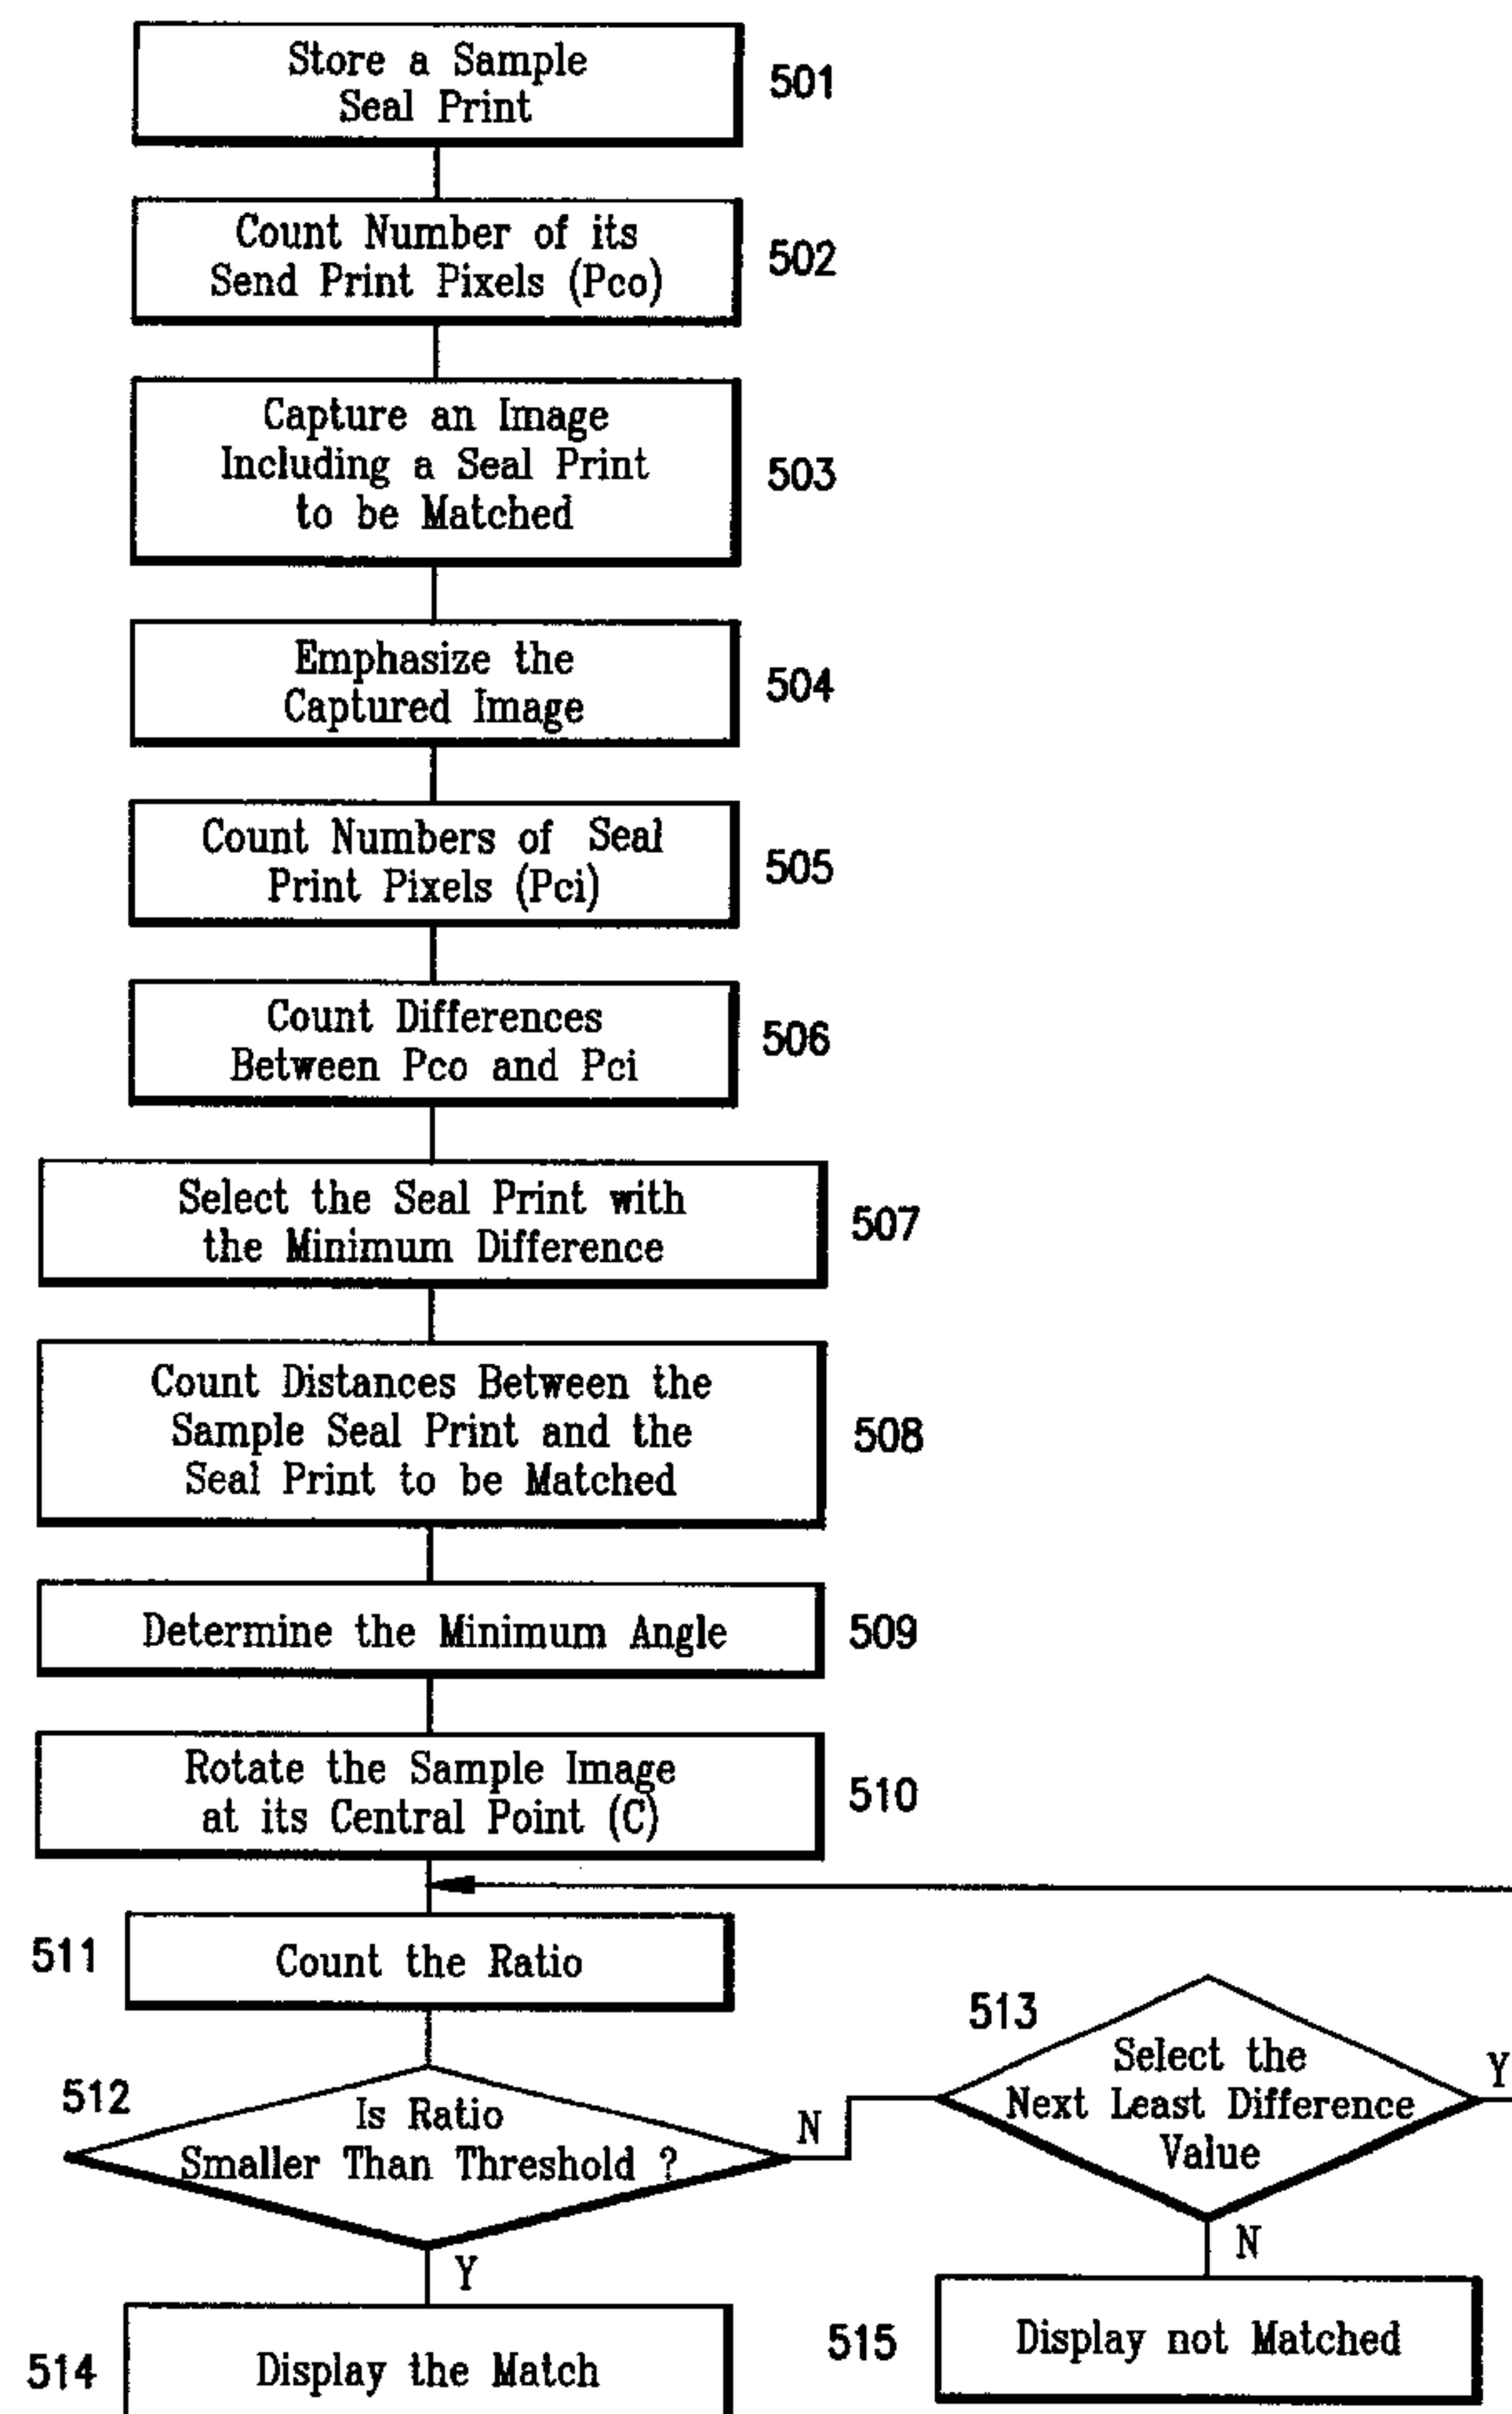 Store a Sample
Seal Print
501
Count Number of its
Send Print Pixels (Pco)
502
Capture an Image
Including a Seal Print
to be Matched
503
Emphasize the
Captured Image
504
Count Numbers of Seal
Print Pixels (Pci)
505
Count Differences
Between Pco and Pci
506
Select the Seal Print with
the Minimum Difference
507
Count Distances Between the
Sample Seal Print and the
Seal Print to be Matched
508
Determine the Minimum Angle
509
Rotate the Sample Image
at its Central Point (C)
510
511
Count the Ratio
512
Is Ratio
Smaller Than Threshold ?
N
Y
513
Select the
Next Least Difference
Value
Y
N
514
Display the Match
515
Display not Matched